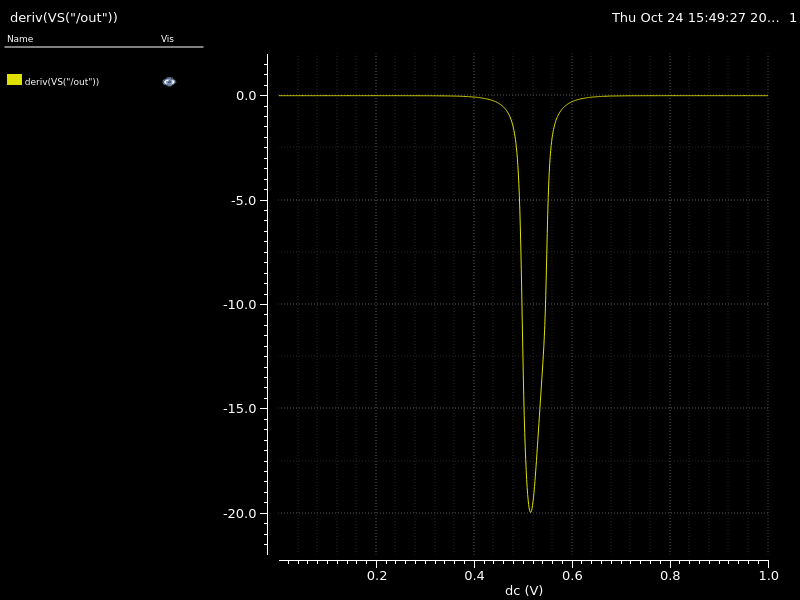 deriv(VS("/out"))
Thu Oct 24 15:49:27 20... 1
Name Vis
deriv(VS("/out"))
0.0
-5.0
-10.0
-15.0
-20.0
0.2 0.4 0.6 0.8 1.0
dc (V)